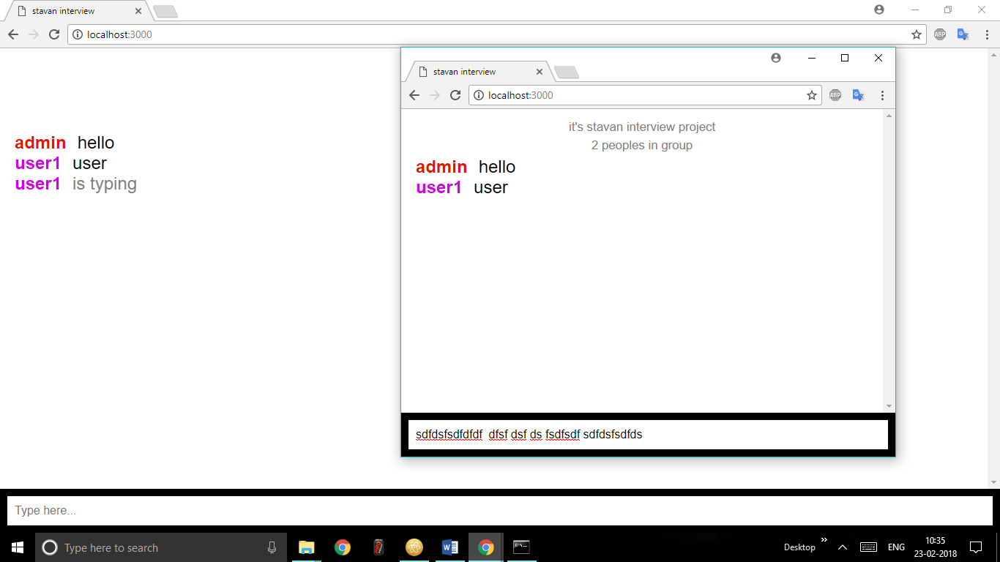 stavan interview
localhost:3000
admin hello
user1 user
user1 is typing
Type here...
stavan interview
localhost:3000
ABP
it's stavan interview project
2 peoples in group
admin hello
user1 user
sdfdsfsdfdfdf dfsf dsf ds fsdfsdf sdfdsfsdfds
ABP
Type here to search
Desktop
ENG
10:35
23-02-2018